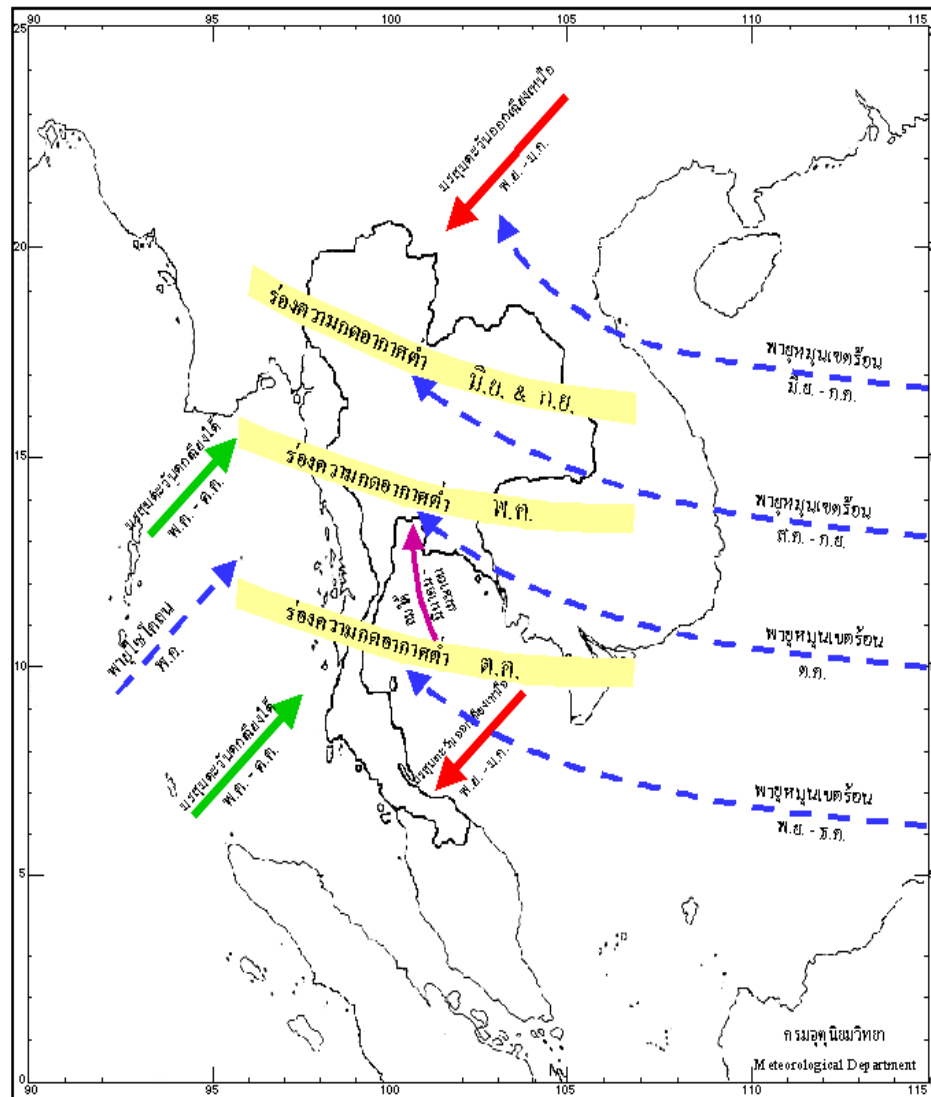 90 95 100 105 110 115
25
20
15
10
5
0
มรสุมตะวันออกเฉียงเหนือ
พ.ย. - ม.ค.
ร่องความกดอากาศต่ำ มิ.ย. & ก.ย.
พายุหมุนเขตร้อน
มิ.ย. - ก.ค.
มรสุมตะวันตกเฉียงใต้
พ.ค. - ต.ค.
ร่องความกดอากาศต่ำ พ.ค.
พายุหมุนเขตร้อน
ส.ค. - ก.ย.
พายุไซโคลน
พ.ค.
ร่องความกดอากาศต่ำ ต.ค.
พายุหมุนเขตร้อน
ต.ค.
มรสุมตะวันตกเฉียงใต้
พ.ค. - ต.ค.
มรสุมตะวันออกเฉียงเหนือ
พ.ย. - ม.ค.
พายุหมุนเขตร้อน
พ.ย. - ธ.ค.
กรมอุตุนิยมวิทยา
Meteorological Department
90 95 100 105 110 115